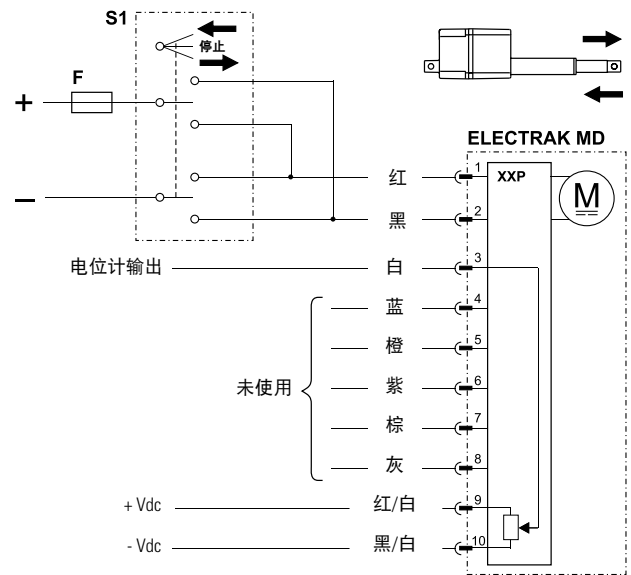 S1
停止
F
+
−
ELECTRAK MD
XXP
M
红 1
黑 2
电位计输出 白 3
蓝 4
橙 5
未使用 紫 6
棕 7
灰 8
+ Vdc 红/白 9
- Vdc 黑/白 10